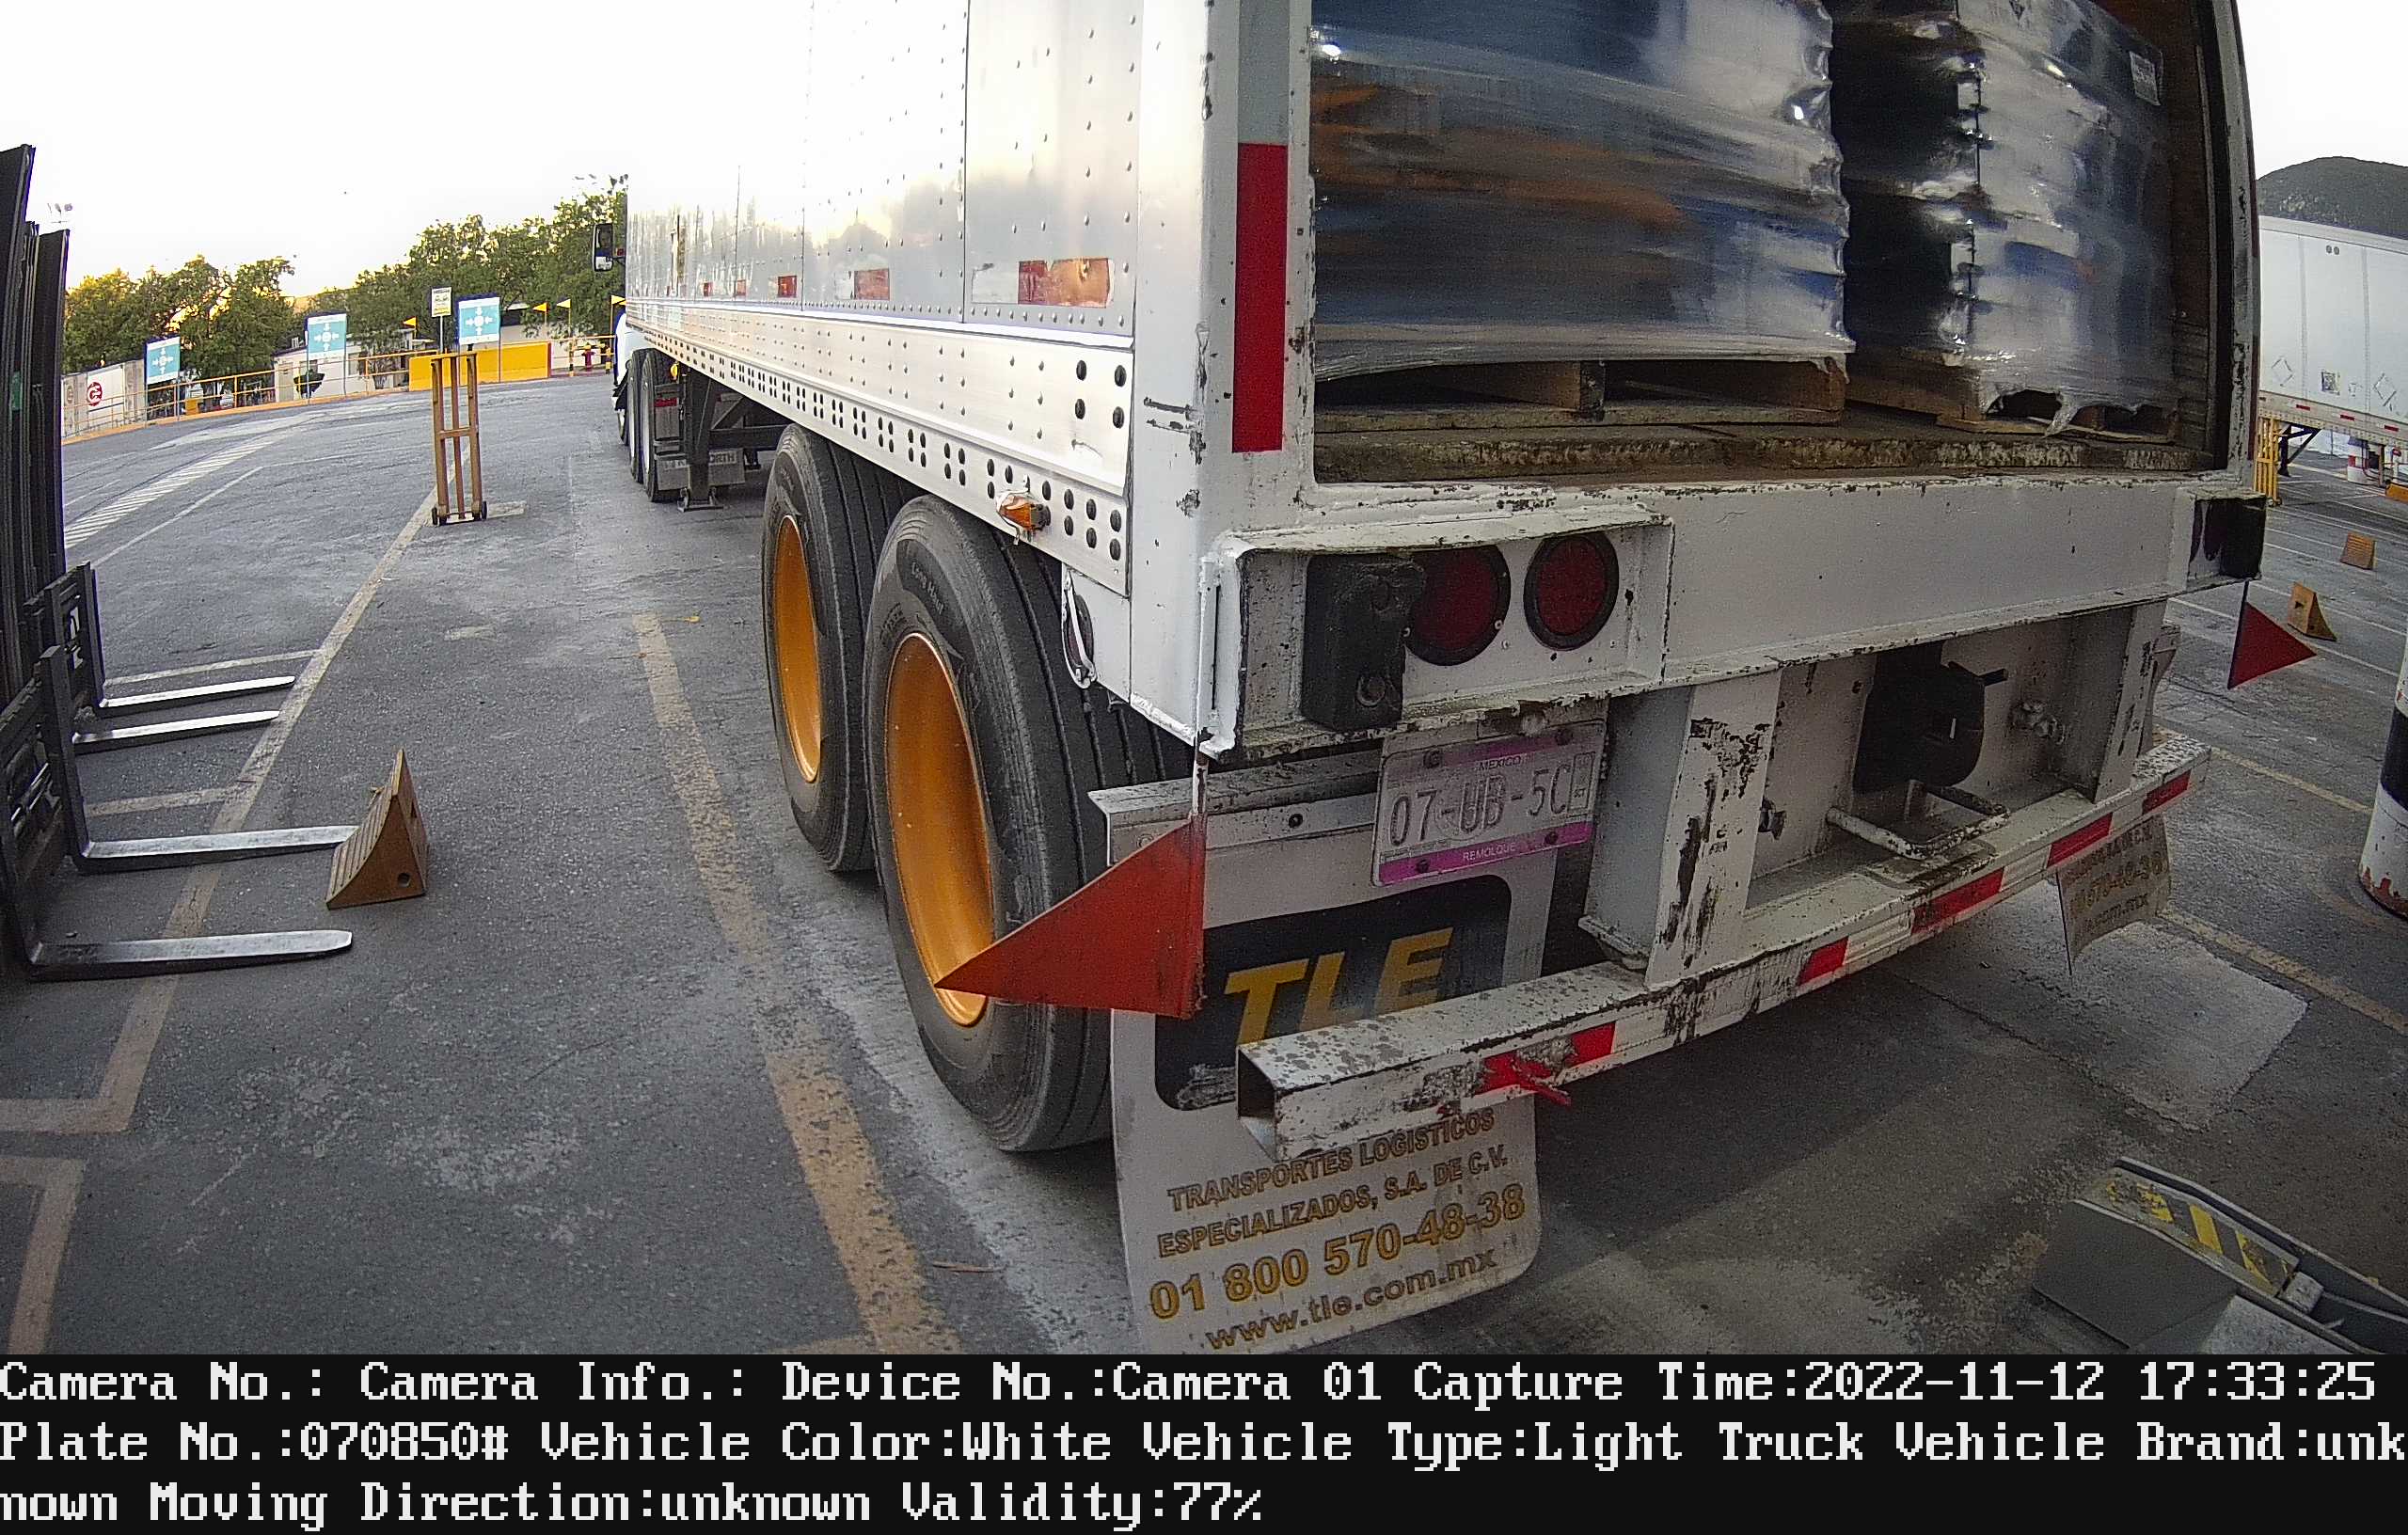 MEXICO
07-UB-5C
REMOLQUE
TLE
TRANSPORTES LOGISTICOS
ESPECIALIZADOS, S.A. DE C.V.
01 800 570-48-38
www.tle.com.mx
Camera No.: Camera Info.: Device No.:Camera 01 Capture Time:2022-11-12 17:33:25
Plate No.:070850# Vehicle Color:White Vehicle Type:Light Truck Vehicle Brand:unk
nown Moving Direction:unknown Validity:77%